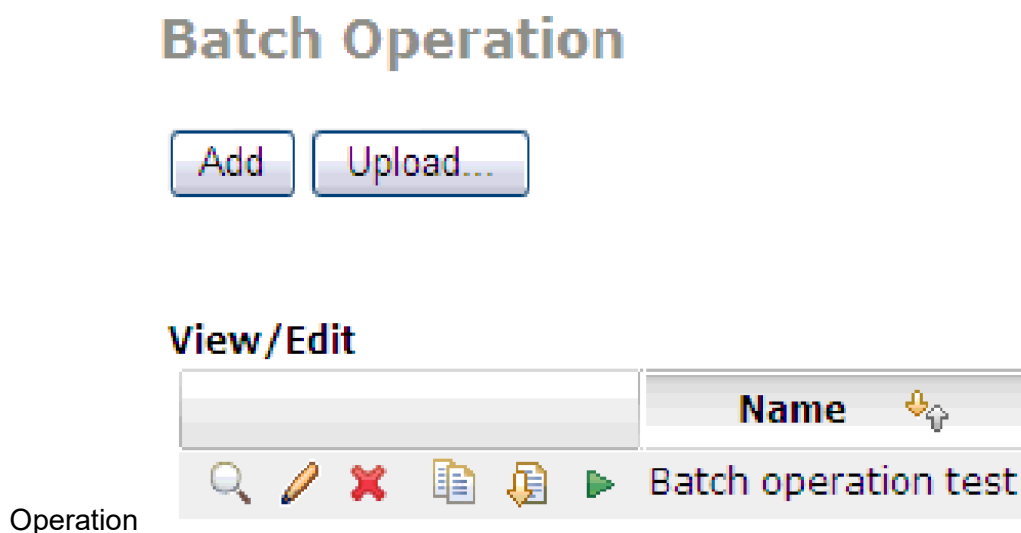 Batch Operation
Add Upload...
View/Edit
Name
Batch operation test
Operation